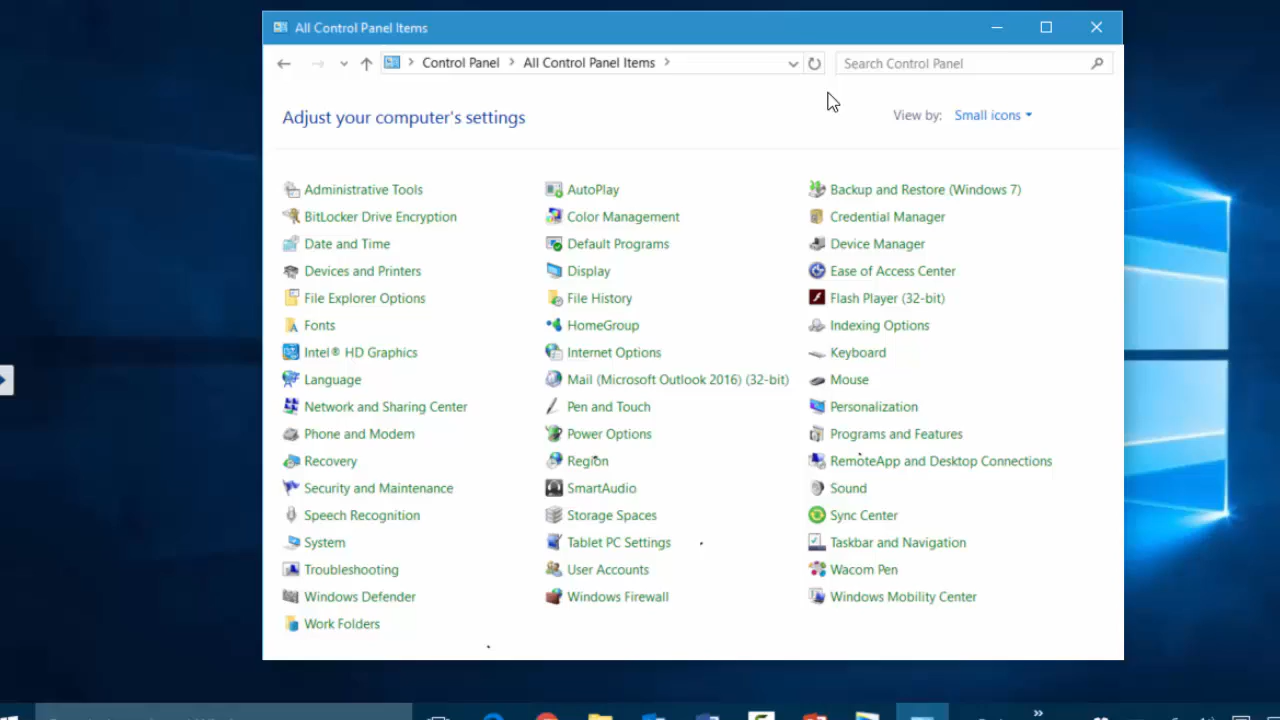 All Control Panel Items
Control Panel > All Control Panel Items >
Search Control Panel
Adjust your computer's settings
View by: Small icons
Administrative Tools
AutoPlay
Backup and Restore (Windows 7)
BitLocker Drive Encryption
Color Management
Credential Manager
Date and Time
Default Programs
Device Manager
Devices and Printers
Display
Ease of Access Center
File Explorer Options
File History
Flash Player (32-bit)
Fonts
HomeGroup
Indexing Options
Intel® HD Graphics
Internet Options
Keyboard
Language
Mail (Microsoft Outlook 2016) (32-bit)
Mouse
Network and Sharing Center
Pen and Touch
Personalization
Phone and Modem
Power Options
Programs and Features
Recovery
Region
RemoteApp and Desktop Connections
Security and Maintenance
SmartAudio
Sound
Speech Recognition
Storage Spaces
Sync Center
System
Tablet PC Settings
Taskbar and Navigation
Troubleshooting
User Accounts
Wacom Pen
Windows Defender
Windows Firewall
Windows Mobility Center
Work Folders